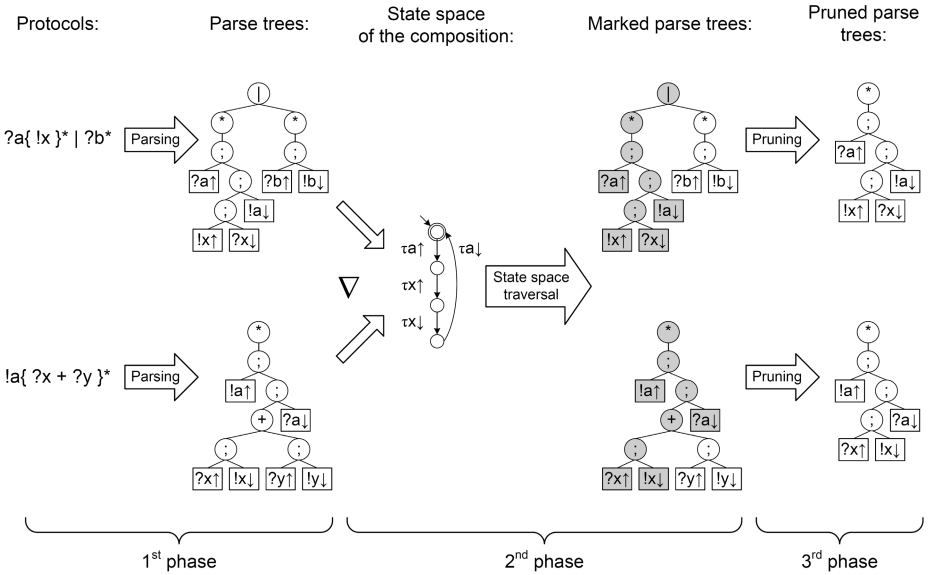 Protocols:
Parse trees:
State space
of the composition:
Marked parse trees:
Pruned parse
trees:
?a{ !x }* | ?b*
Parsing
|
* *
; ;
?a↑ ; ?b↑ !b↓
; !a↓
!x↑ ?x↓
∇
τa↑ τa↓
τx↑
τx↓
State space
traversal
|
* *
; ;
?a↑ ; ?b↑ !b↓
; !a↓
!x↑ ?x↓
Pruning
*
;
?a↑ ;
; !a↓
!x↑ ?x↓
!a{ ?x + ?y }*
Parsing
*
;
!a↑ ;
+ ?a↓
; ;
?x↑ !x↓ ?y↑ !y↓
*
;
!a↑ ;
+ ?a↓
; ;
?x↑ !x↓ ?y↑ !y↓
Pruning
*
;
!a↑ ;
; ?a↓
?x↑ !x↓
1st phase
2nd phase
3rd phase